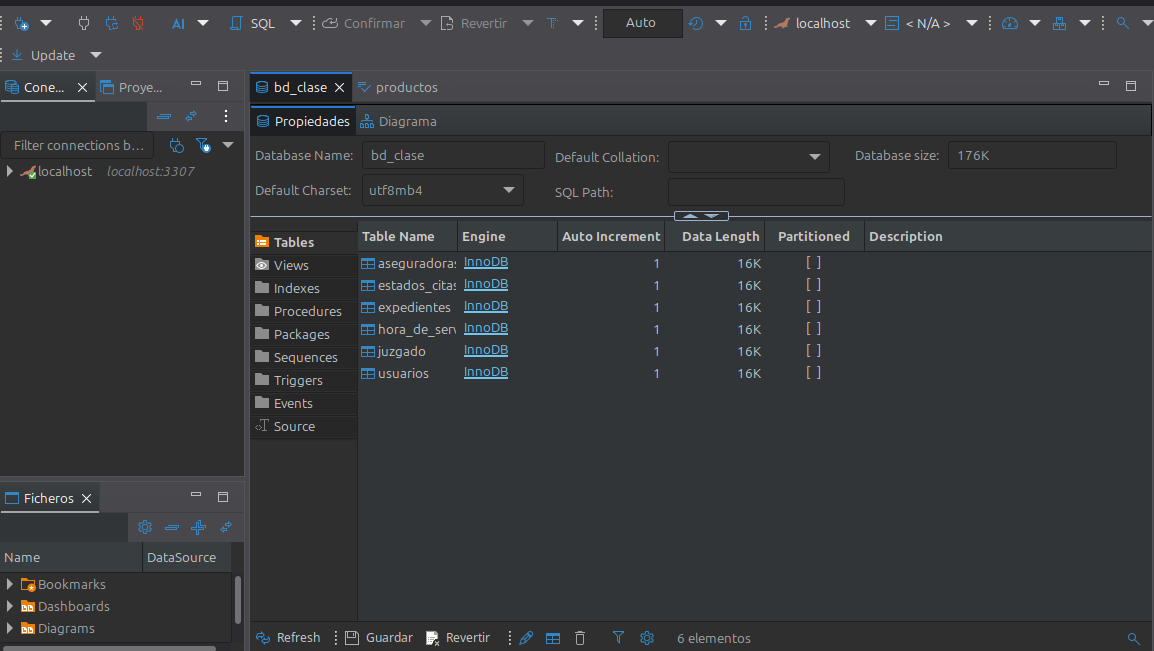 AI SQL Confirmar Revertir T Auto localhost < N/A >
Update
Cone... Proye...
Filter connections b...
localhost localhost:3307
Ficheros
Name DataSource
Bookmarks
Dashboards
Diagrams
bd_clase productos
Propiedades Diagrama
Database Name: bd_clase Default Collation: Database size: 176K
Default Charset: utf8mb4 SQL Path:
Tables
Views
Indexes
Procedures
Packages
Sequences
Triggers
Events
Source
Table Name Engine Auto Increment Data Length Partitioned Description
aseguradoras InnoDB 1 16K [ ]
estados_citas InnoDB 1 16K [ ]
expedientes InnoDB 1 16K [ ]
hora_de_serv InnoDB 1 16K [ ]
juzgado InnoDB 1 16K [ ]
usuarios InnoDB 1 16K [ ]
Refresh Guardar Revertir 6 elementos